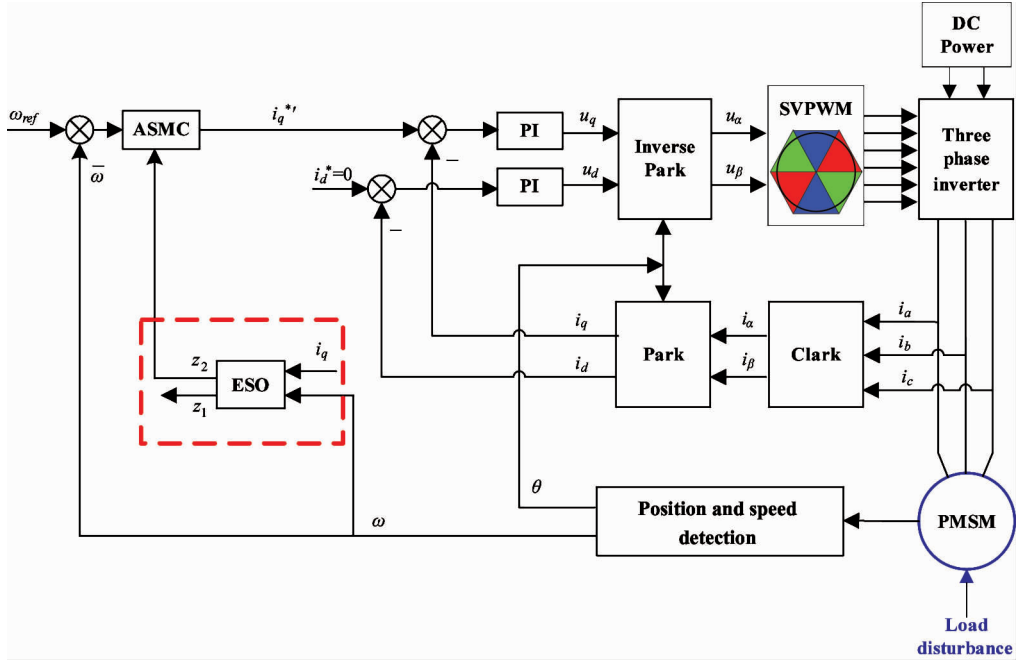 DC
Power
ω_ref
ASMC
i_q*′
PI
u_q
Inverse
Park
u_α
SVPWM
Three
phase
inverter
−
ω̄
i_d*=0
PI
u_d
u_β
−
z_2
ESO
i_q
z_1
i_q
i_d
Park
i_α
i_β
Clark
i_a
i_b
i_c
θ
ω
Position and speed
detection
PMSM
Load
disturbance